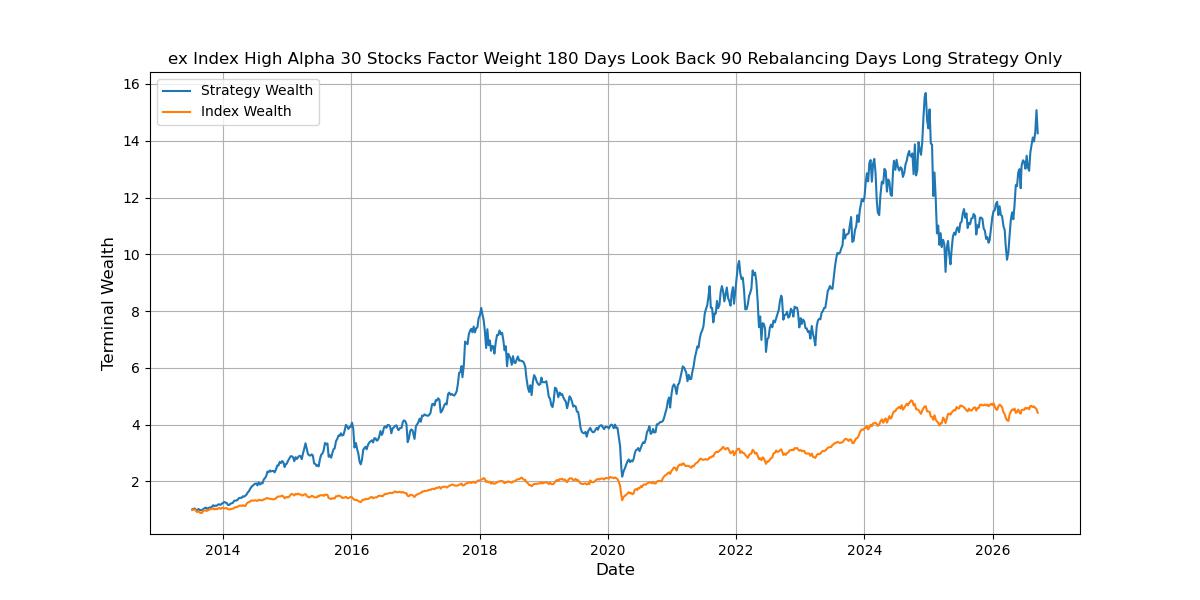 ex Index High Alpha 30 Stocks Factor Weight 180 Days Look Back 90 Rebalancing Days Long Strategy Only
Strategy Wealth
Index Wealth
Terminal Wealth
16
14
12
10
8
6
4
2
2014 2016 2018 2020 2022 2024 2026
Date